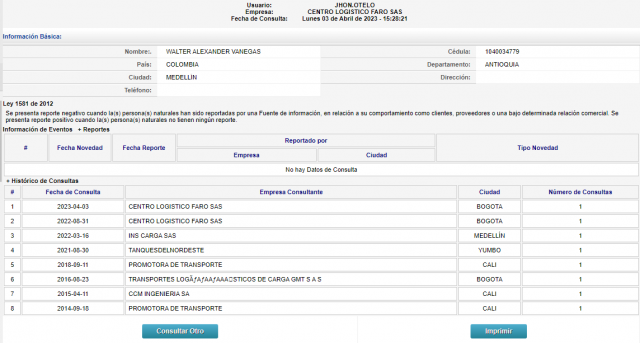 Usuario: JHON.OTELO
Empresa: CENTRO LOGISTICO FARO SAS
Fecha de Consulta: Lunes 03 de Abril de 2023 - 15:28:21
Información Básica:
Nombre:. WALTER ALEXANDER VANEGAS Cédula: 1040034779
País: COLOMBIA Departamento: ANTIOQUIA
Ciudad: MEDELLIN Dirección:
Teléfono:
Ley 1581 de 2012
Se presenta reporte negativo cuando la(s) persona(s) naturales han sido reportadas por una Fuente de información, en relación a su comportamiento como clientes, proveedores o una bajo determinada relación comercial. Se
presenta reporte positivo cuando la(s) persona(s) naturales no tienen ningún reporte.
Información de Eventos + Reportes
# Fecha Novedad Fecha Reporte Reportado por Tipo Novedad
Empresa Ciudad
No hay Datos de Consulta
+ Histórico de Consultas
# Fecha de Consulta Empresa Consultante Ciudad Número de Consultas
1 2023-04-03 CENTRO LOGISTICO FARO SAS BOGOTA 1
2 2022-08-31 CENTRO LOGISTICO FARO SAS BOGOTA 1
3 2022-03-16 INS CARGA SAS MEDELLÍN 1
4 2021-08-30 TANQUESDELNORDESTE YUMBO 1
5 2018-09-11 PROMOTORA DE TRANSPORTE CALI 1
6 2016-08-23 TRANSPORTES DE CARGA GMT S A S BOGOTA 1
7 2015-04-11 CCM INGENIERIA SA CALI 1
8 2014-09-18 PROMOTORA DE TRANSPORTE CALI 1
Consultar Otro Imprimir